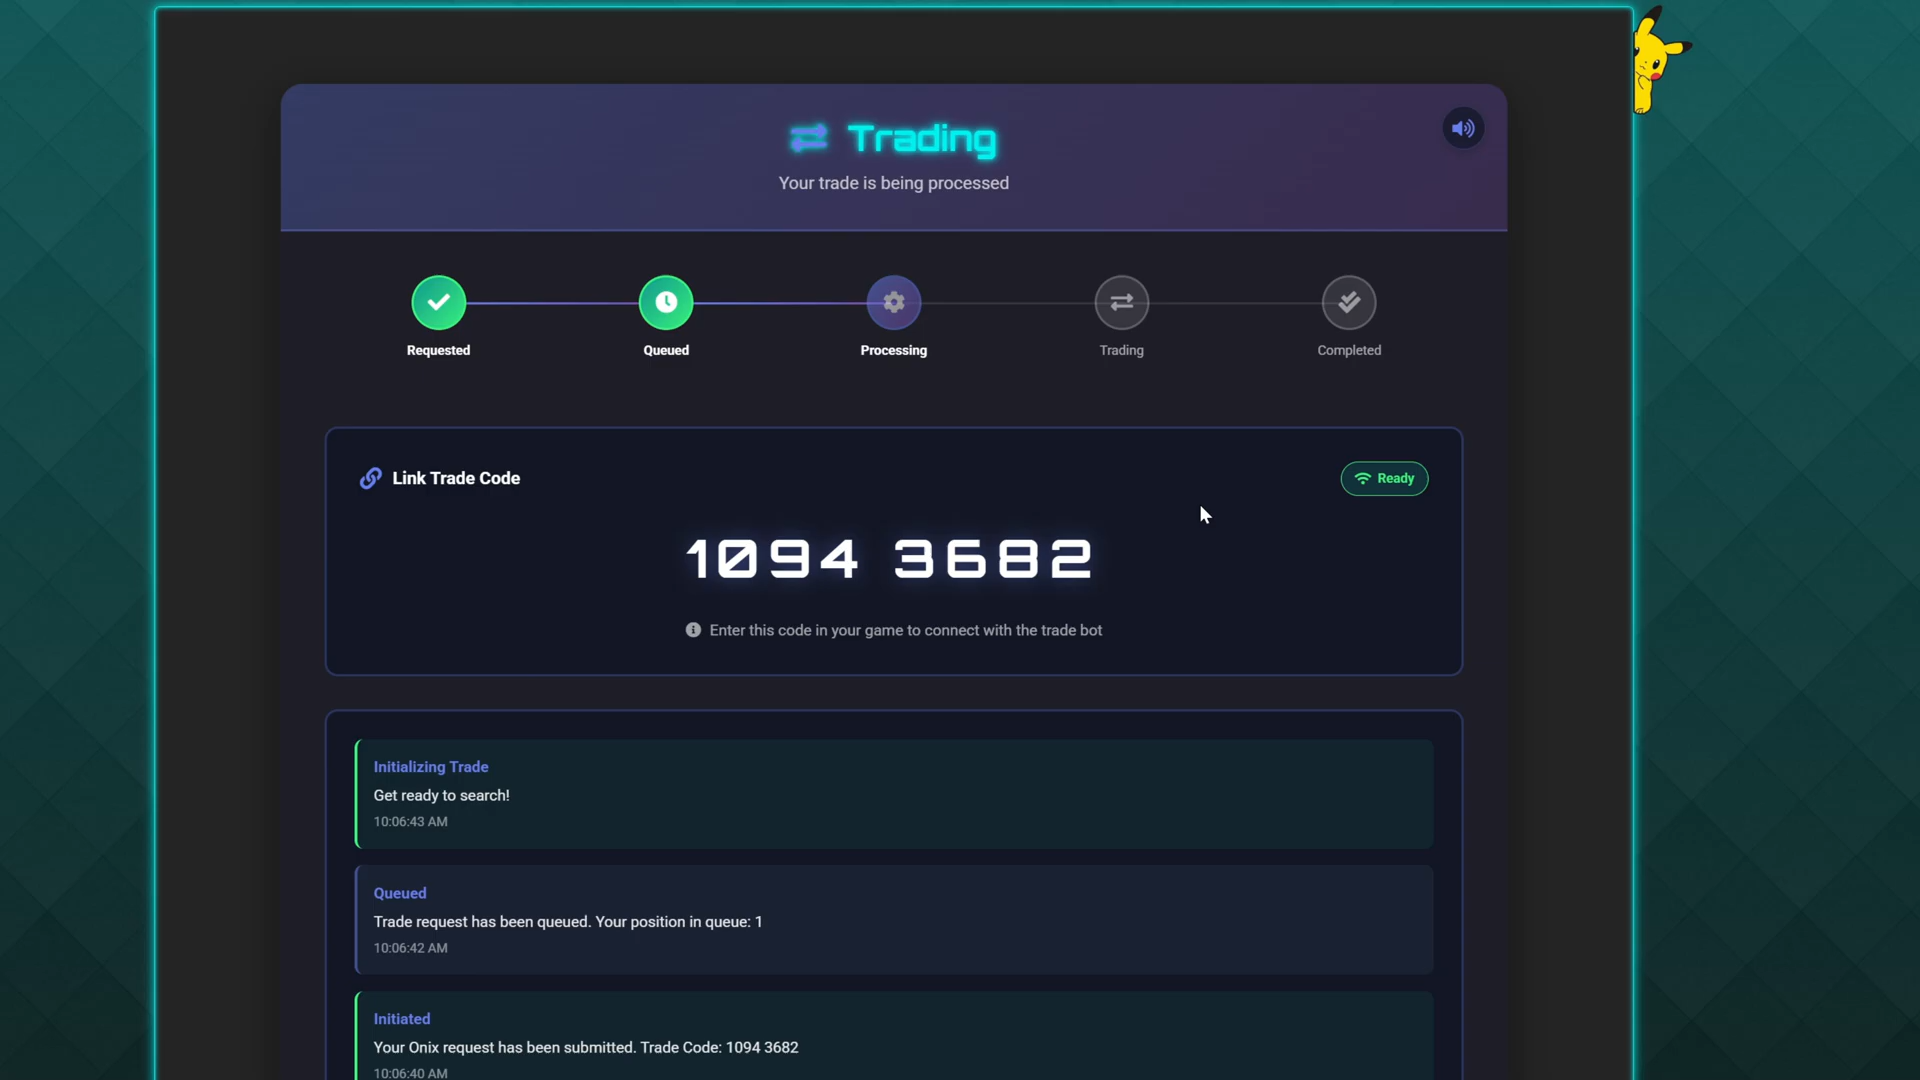 Trading
Your trade is being processed
Requested
Queued
Processing
Trading
Completed
Link Trade Code
Ready
1094 3682
Enter this code in your game to connect with the trade bot
Initializing Trade
Get ready to search!
10:06:43 AM
Queued
Trade request has been queued. Your position in queue: 1
10:06:42 AM
Initiated
Your Onix request has been submitted. Trade Code: 1094 3682
10:06:40 AM